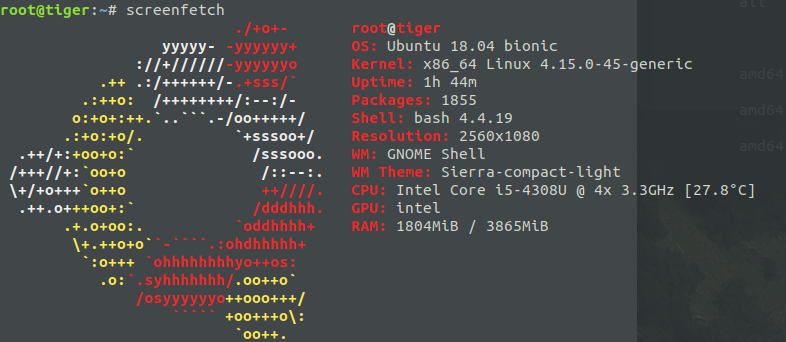 root@tiger:~# screenfetch
                          ./+o+-       root@tiger
                  yyyyy- -yyyyyy+      OS: Ubuntu 18.04 bionic
               ://+//////-yyyyyyo      Kernel: x86_64 Linux 4.15.0-45-generic
           .++ .:/++++++/-.+sss/`      Uptime: 1h 44m
         .:++o:  /++++++++/:--:/-      Packages: 1855
        o:+o+:++.`..```.-/oo+++++/     Shell: bash 4.4.19
       .:+o:+o/.          `+sssoo+/    Resolution: 2560x1080
  .++/+:+oo+o:`             /sssooo.   WM: GNOME Shell
 /+++//+:`oo+o               /::--:.   WM Theme: Sierra-compact-light
 \+/+o+++`o++o               ++////.   CPU: Intel Core i5-4308U @ 4x 3.3GHz [27.8°C]
  .++.o+++oo+:`             /dddhhh.   GPU: intel
       .+.o+oo:.          `oddhhhh+    RAM: 1804MiB / 3865MiB
        \+.++o+o``-````.:ohdhhhhh+
         `:o+++ `ohhhhhhhhyo++os:
           .o:`.syhhhhhhh/.oo++o`
               /osyyyyyyo++ooo+++/
                   ````` +oo+++o\:
                          `oo++.
all
amd64
amd64
amd64